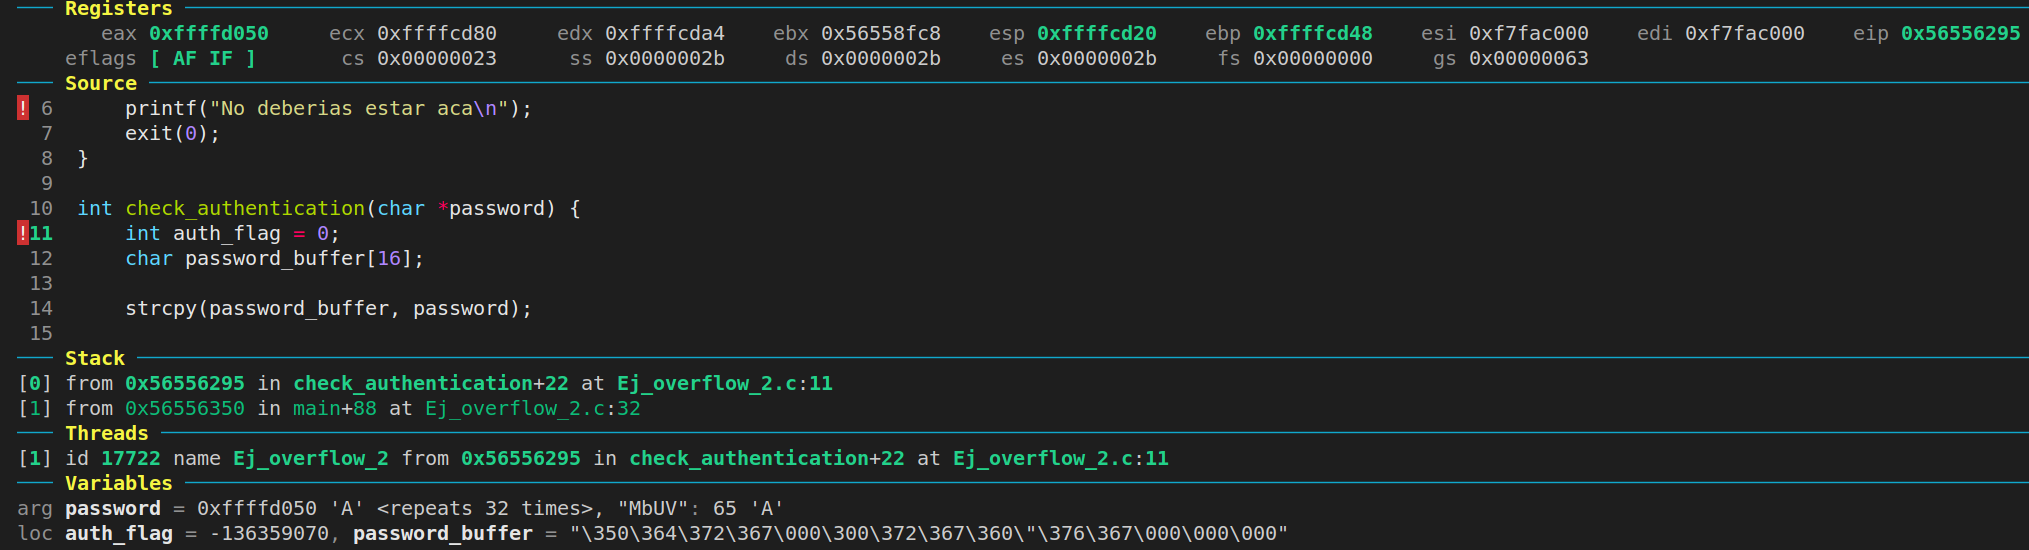 Registers
eax 0xffffd050 ecx 0xffffcd80 edx 0xffffcda4 ebx 0x56558fc8 esp 0xffffcd20 ebp 0xffffcd48 esi 0xf7fac000 edi 0xf7fac000 eip 0x56556295
eflags [ AF IF ] cs 0x00000023 ss 0x0000002b ds 0x0000002b es 0x0000002b fs 0x00000000 gs 0x00000063
Source
! 6 printf("No deberias estar aca\n");
7 exit(0);
8 }
9
10 int check_authentication(char *password) {
!11 int auth_flag = 0;
12 char password_buffer[16];
13
14 strcpy(password_buffer, password);
15
Stack
[0] from 0x56556295 in check_authentication+22 at Ej_overflow_2.c:11
[1] from 0x56556350 in main+88 at Ej_overflow_2.c:32
Threads
[1] id 17722 name Ej_overflow_2 from 0x56556295 in check_authentication+22 at Ej_overflow_2.c:11
Variables
arg password = 0xffffd050 'A' <repeats 32 times>, "MbUV": 65 'A'
loc auth_flag = -136359070, password_buffer = "\350\364\372\367\000\300\372\367\360\"\376\367\000\000\000"